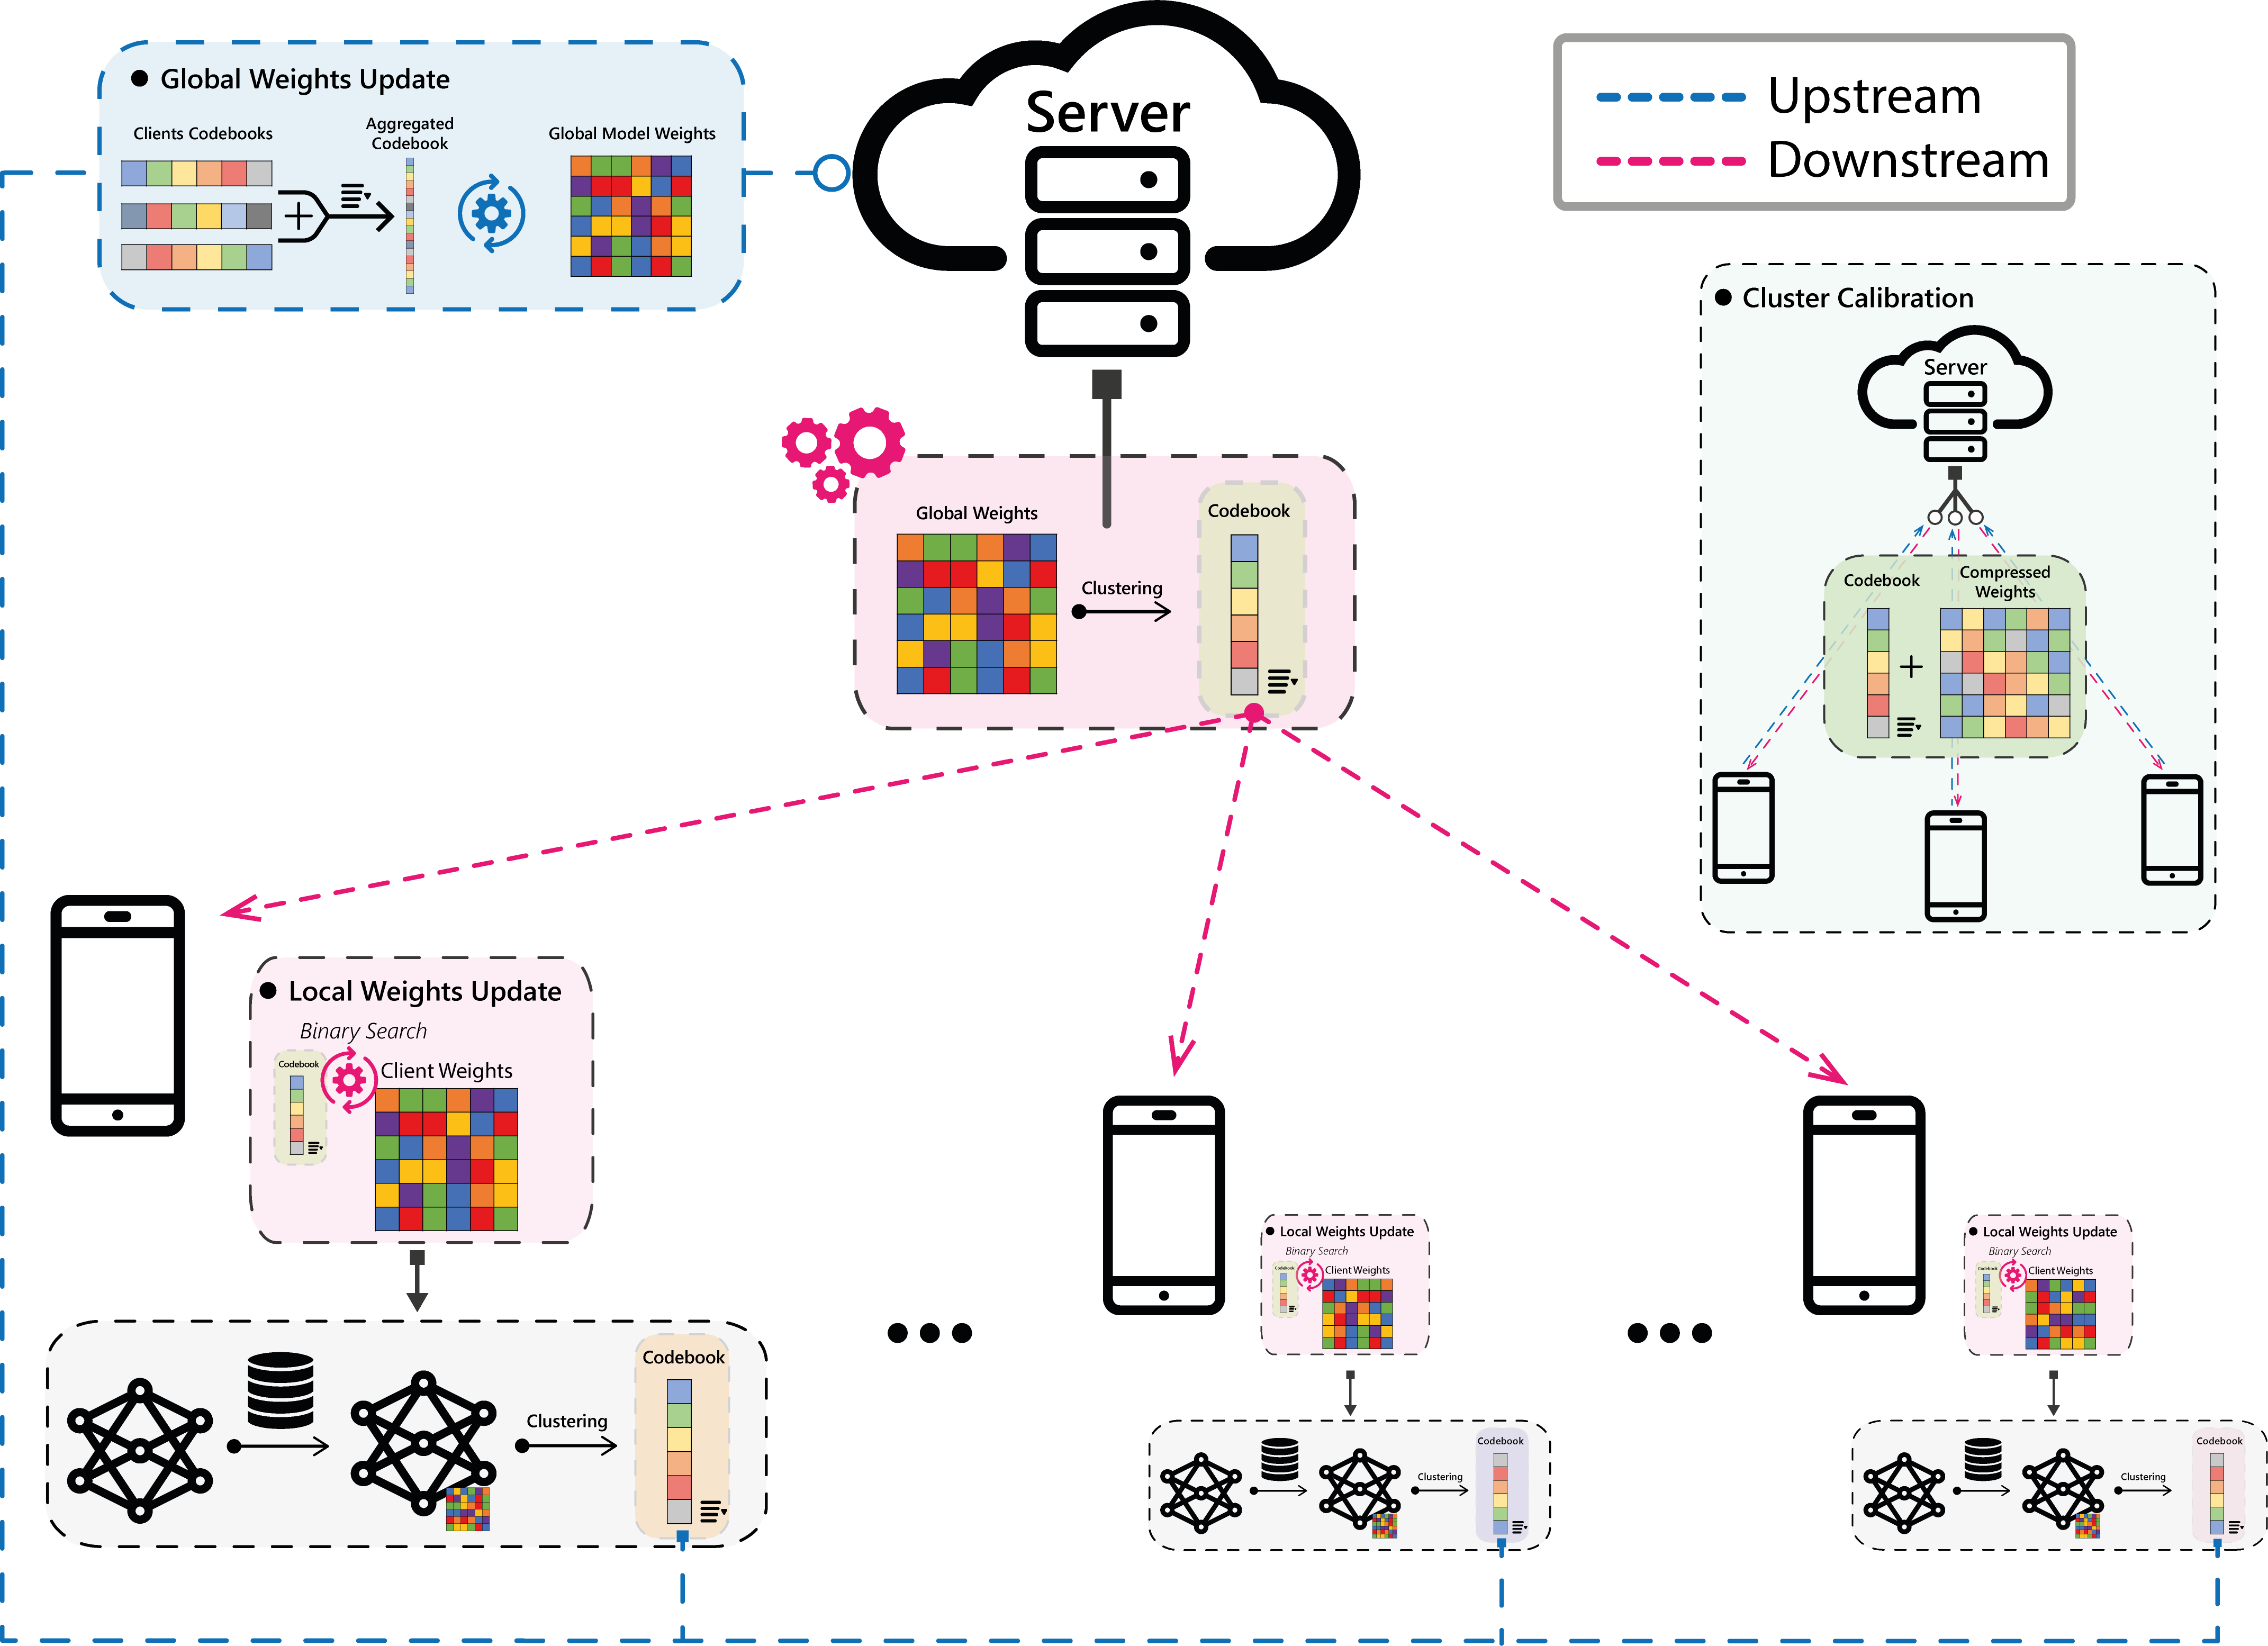 Global Weights Update
Clients Codebooks
Aggregated
Codebook
Global Model Weights
Server
Upstream
Downstream
Cluster Calibration
Server
Codebook
Compressed
Weights
Global Weights
Clustering
Codebook
Local Weights Update
Binary Search
Codebook
Client Weights
Clustering
Codebook
Local Weights Update
Binary Search
Codebook
Client Weights
Clustering
Codebook
Local Weights Update
Binary Search
Codebook
Client Weights
Clustering
Codebook